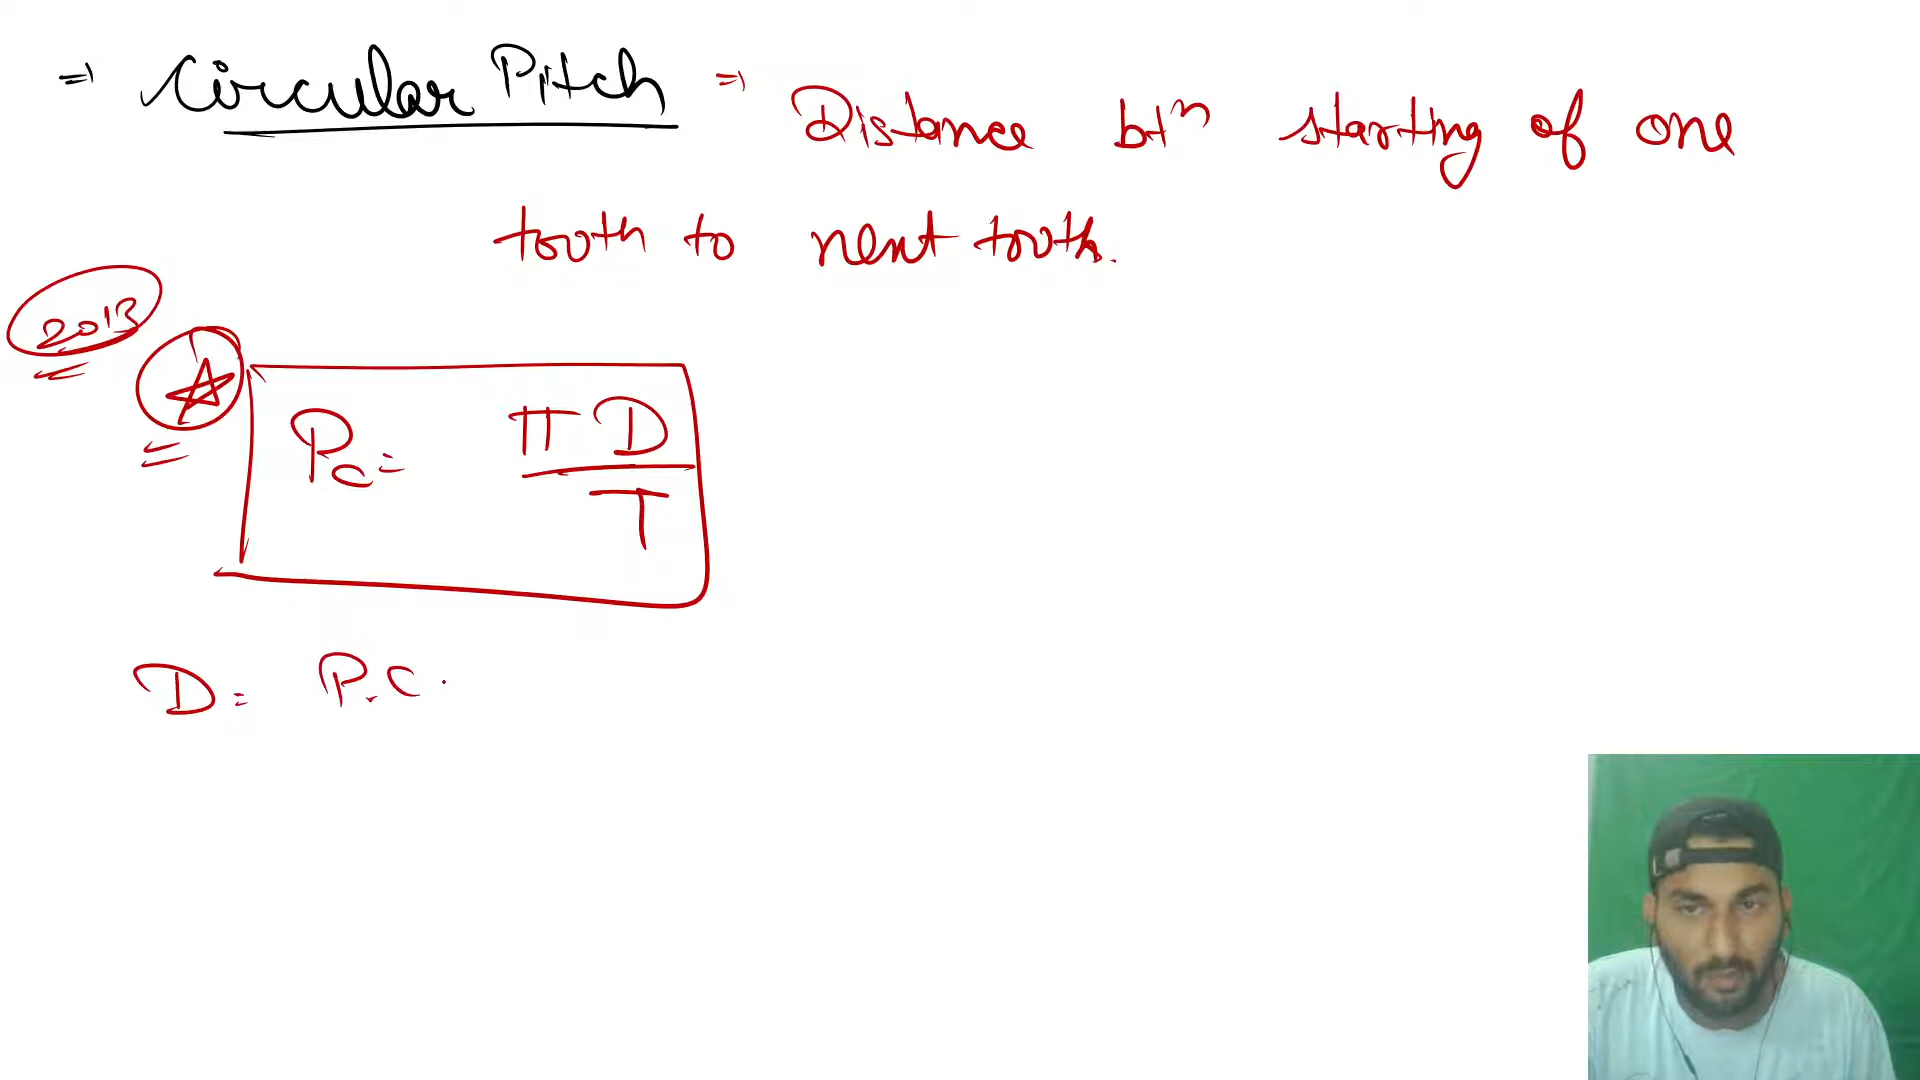 ⇒ Circular Pitch ⇒ Distance btn starting of one
tooth to next tooth.
2013
Pc = πD/T
D = P.C.